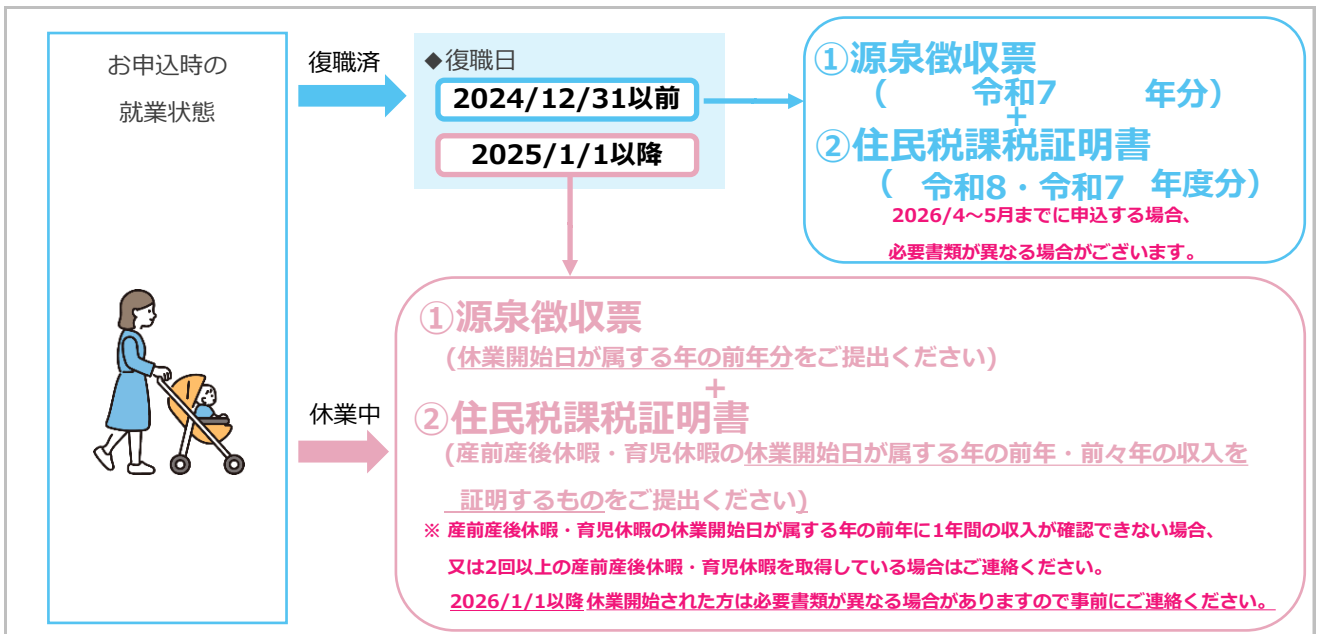 お申込時の
就業状態
復職済
◆復職日
2024/12/31以前
2025/1/1以降
①源泉徴収票
（　令和7　年分）
+
②住民税課税証明書
（ 令和8・令和7 年度分）
2026/4～5月までに申込する場合、
必要書類が異なる場合がございます。
休業中
①源泉徴収票
(休業開始日が属する年の前年分をご提出ください)
+
②住民税課税証明書
(産前産後休暇・育児休暇の休業開始日が属する年の前年・前々年の収入を
証明するものをご提出ください)
※ 産前産後休暇・育児休暇の休業開始日が属する年の前年に1年間の収入が確認できない場合、
又は2回以上の産前産後休暇・育児休暇を取得している場合はご連絡ください。
2026/1/1以降 休業開始された方は必要書類が異なる場合がありますので事前にご連絡ください。